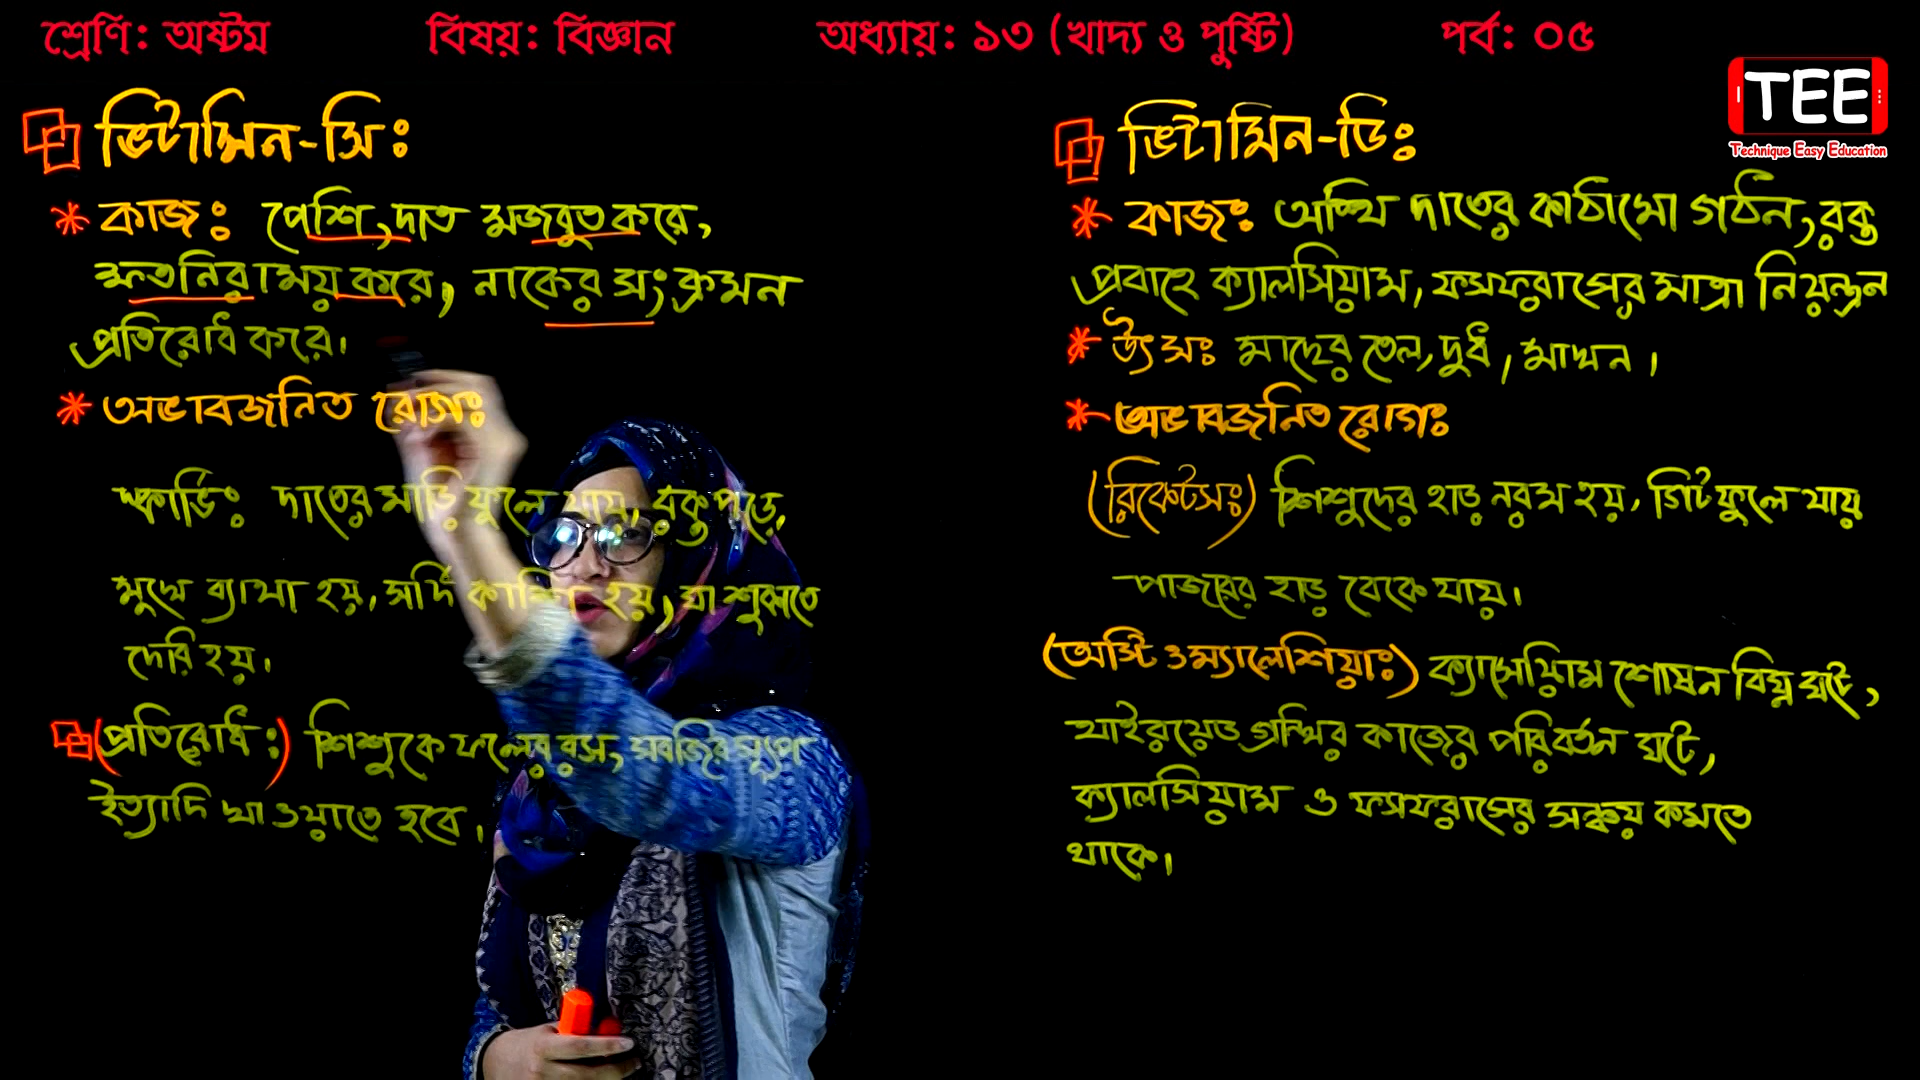 শ্রেণি: অষ্টম বিষয়: বিজ্ঞান অধ্যায়: ১৩ (খাদ্য ও পুষ্টি) পর্ব: ০৫
TEE
Technique Easy Education
ভিটামিন-সিঃ
* কাজঃ পেশি, দাত মজবুত করে,
ক্ষতনিরাময় করে, নাকের সংক্রমন
প্রতিরোধ করে।
* অভাবজনিত রোগঃ
স্কার্ভিঃ দাতের মাড়ি ফুলে যায়, রক্ত পড়ে,
মুখে ব্যাথা হয়, সর্দি কাশি হয়, ঘা শুকাতে
দেরি হয়।
(প্রতিরোধঃ) শিশুকে ফলের রস, সবজির স্যুপ
ইত্যাদি খাওয়াতে হবে।
ভিটামিন-ডিঃ
* কাজঃ অস্থি দাতের কাঠামো গঠন, রক্ত
প্রবাহে ক্যালসিয়াম, ফসফরাসের মাত্রা নিয়ন্ত্রন
* উৎসঃ মাছের তেল, দুধ, মাখন।
* অভাবজনিত রোগঃ
(রিকেটসঃ) শিশুদের হাড় নরম হয়, গিট ফুলে যায়
পাজরের হাড় বেকে যায়।
(অস্টিওম্যালেশিয়াঃ) শোষন বিঘ্ন ঘটে,
থাইরয়েড গ্রন্থির কাজের পরিবর্তন ঘটে,
ক্যালসিয়াম ও ফসফরাসের সঞ্চয় কমতে
থাকে।